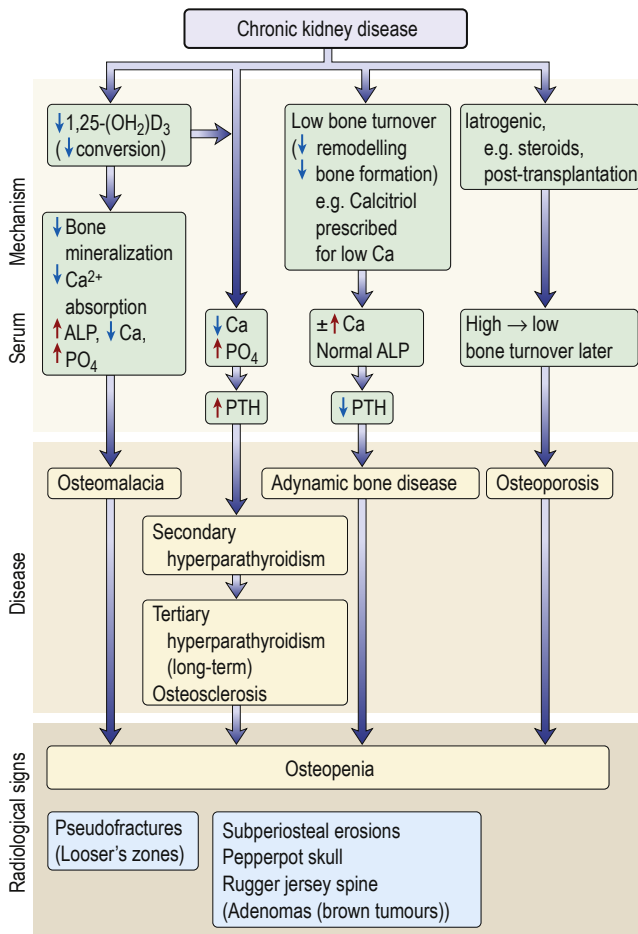 Chronic kidney disease
Mechanism
Serum
↓1,25-(OH₂)D₃
(↓conversion)
Low bone turnover
(↓ remodelling
↓ bone formation)
e.g. Calcitriol
prescribed
for low Ca
Iatrogenic,
e.g. steroids,
post-transplantation
↓Bone
mineralization
↓Ca²⁺
absorption
↑ALP, ↓Ca,
↑PO₄
↓Ca
↑PO₄
±↑Ca
Normal ALP
High → low
bone turnover later
↑PTH
↓PTH
Disease
Osteomalacia
Adynamic bone disease
Osteoporosis
Secondary
hyperparathyroidism
Tertiary
hyperparathyroidism
(long-term)
Osteosclerosis
Radiological signs
Osteopenia
Pseudofractures
(Looser's zones)
Subperiosteal erosions
Pepperpot skull
Rugger jersey spine
(Adenomas (brown tumours))